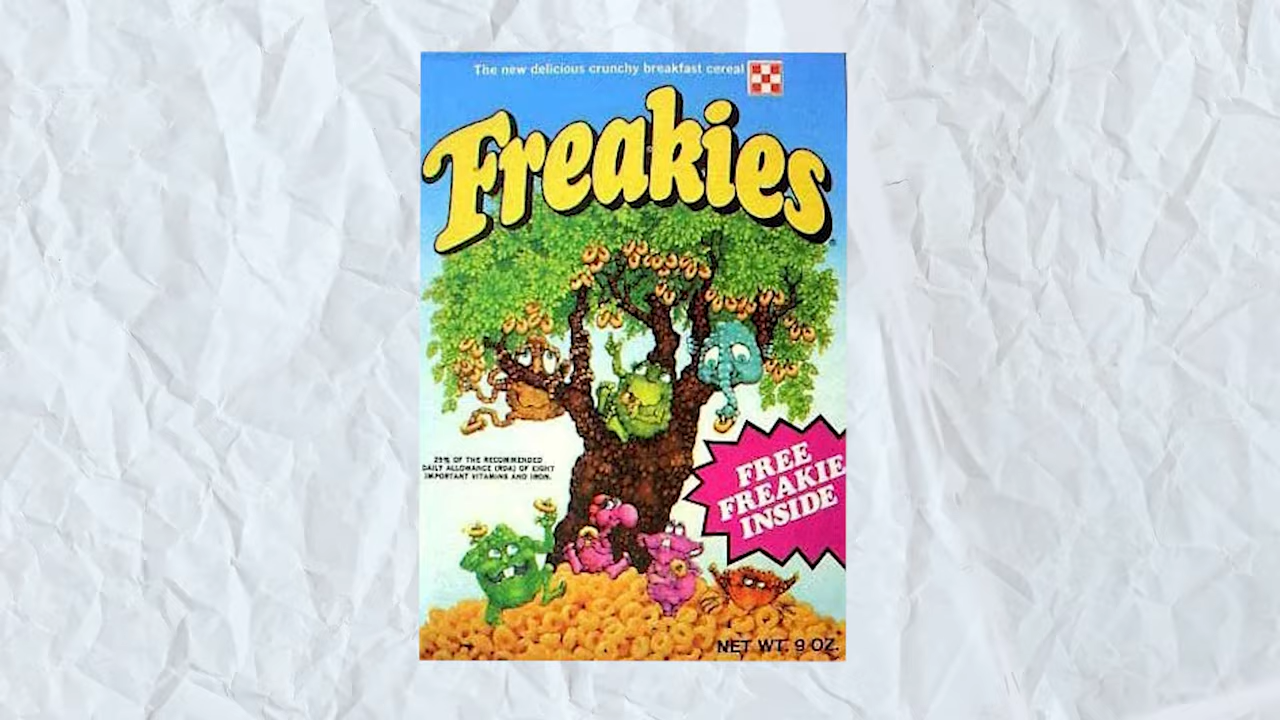 The new delicious crunchy breakfast cereal
Freakies
25% OF THE RECOMMENDED
DAILY ALLOWANCE (RDA) OF EIGHT
IMPORTANT VITAMINS AND IRON.
FREE
FREAKIE
INSIDE
NET WT. 9 OZ.